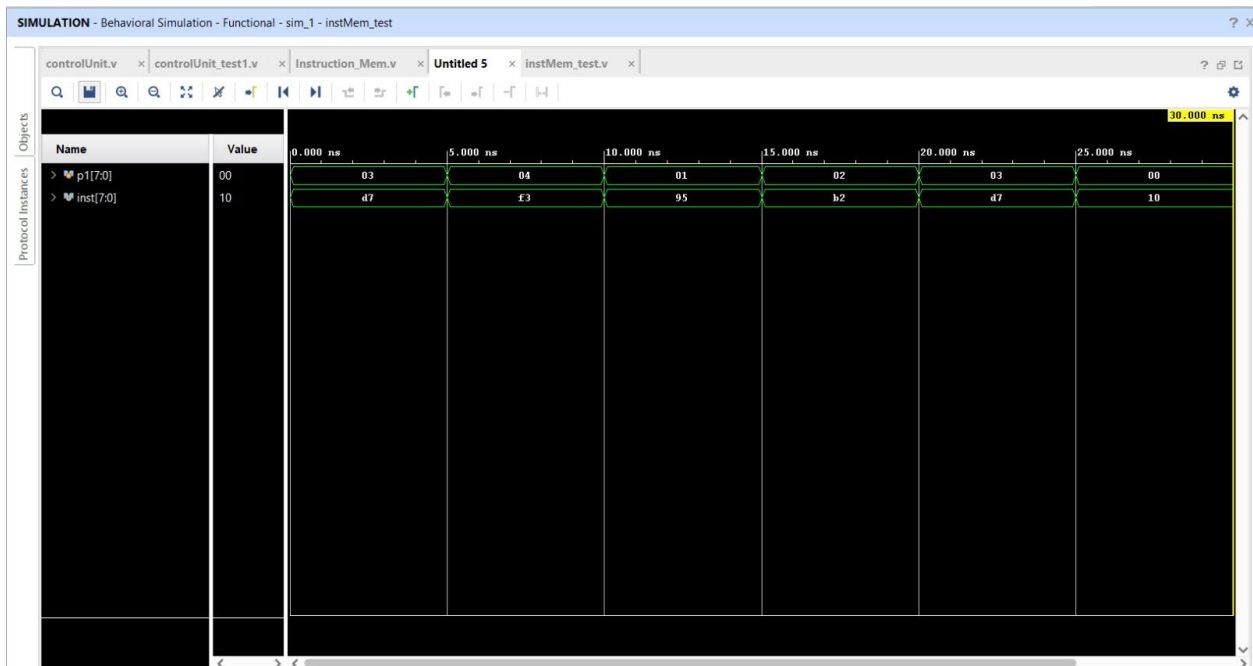 SIMULATION - Behavioral Simulation - Functional - sim_1 - instMem_test
controlUnit.v × controlUnit_test1.v × Instruction_Mem.v × Untitled 5 × instMem_test.v ×
30.000 ns
Name Value 0.000 ns 5.000 ns 10.000 ns 15.000 ns 20.000 ns 25.000 ns
p1[7:0] 00 03 04 01 02 03 00
inst[7:0] 10 d7 f3 95 b2 d7 10
Objects
Protocol Instances